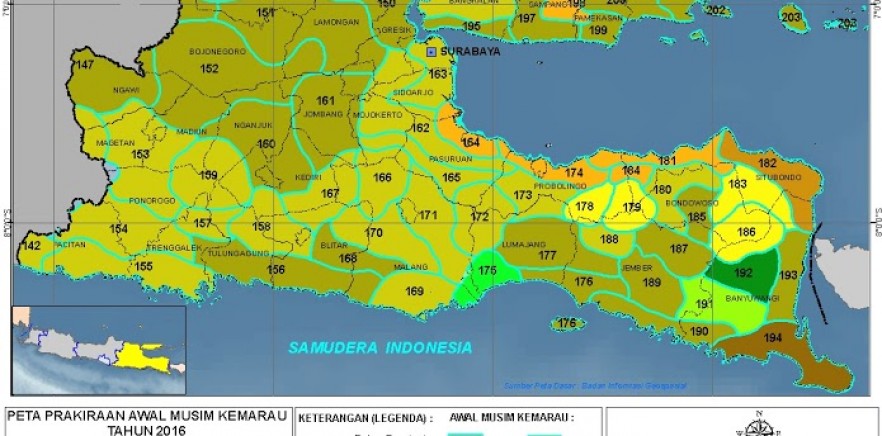 150
151
LAMONGAN
GRESIK
BANGKALAN
195
SAMPANG
197
198
PAMEKASAN
199
202
203
203
7°0'S
147
BOJONEGORO
152
SURABAYA
163
NGAWI
161
JOMBANG
MOJOKERTO
SIDOARJO
162
MADIUN
NGANJUK
160
MAGETAN
153
164
PASURUAN
174
164
181
182
SITUBONDO
159
KEDIRI
167
166
165
173
PROBOLINGGO
180
183
PONOROGO
178
179
BONDOWOSO
185
8°0'S
154
157
158
170
171
172
186
142
PACITAN
TRENGGALEK
TULUNGAGUNG
BLITAR
168
LUMAJANG
177
188
187
155
156
MALANG
175
JEMBER
192
193
169
176
189
191
BANYUWANGI
176
190
194
SAMUDERA INDONESIA
Sumber Peta Dasar : Badan Informasi Geospasial
PETA PRAKIRAAN AWAL MUSIM KEMARAU
TAHUN 2016
KETERANGAN (LEGENDA) : AWAL MUSIM KEMARAU :
N